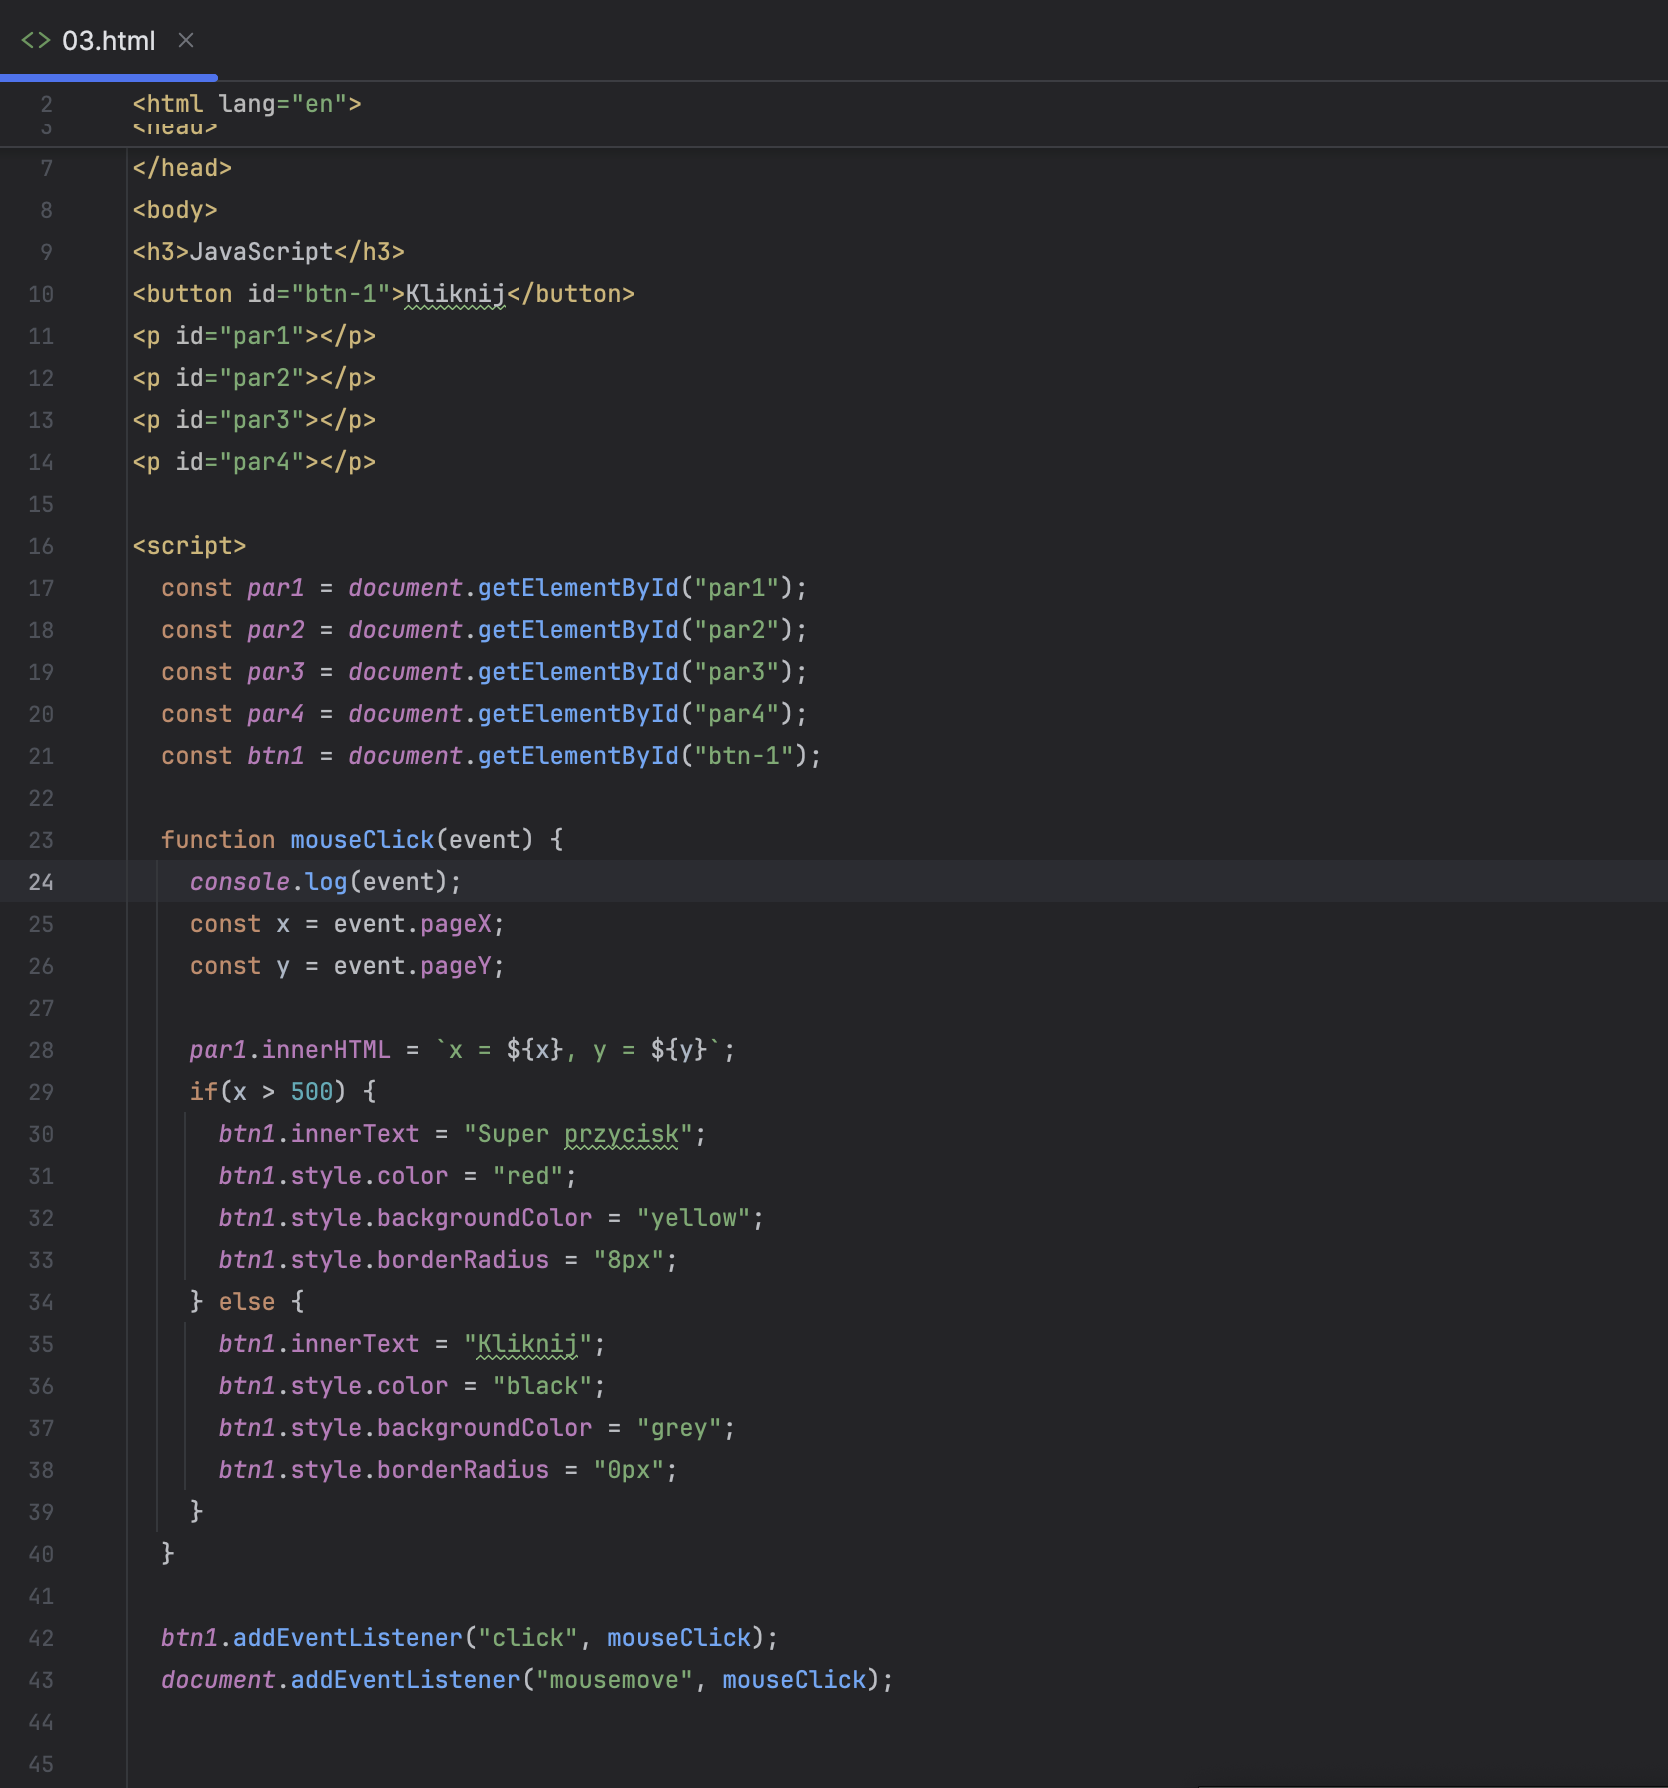 03.html
2 <html lang="en">
3 <head>
7 </head>
8 <body>
9 <h3>JavaScript</h3>
10 <button id="btn-1">Kliknij</button>
11 <p id="par1"></p>
12 <p id="par2"></p>
13 <p id="par3"></p>
14 <p id="par4"></p>
15
16 <script>
17 const par1 = document.getElementById("par1");
18 const par2 = document.getElementById("par2");
19 const par3 = document.getElementById("par3");
20 const par4 = document.getElementById("par4");
21 const btn1 = document.getElementById("btn-1");
22
23 function mouseClick(event) {
24 console.log(event);
25 const x = event.pageX;
26 const y = event.pageY;
27
28 par1.innerHTML = `x = ${x}, y = ${y}`;
29 if(x > 500) {
30 btn1.innerText = "Super przycisk";
31 btn1.style.color = "red";
32 btn1.style.backgroundColor = "yellow";
33 btn1.style.borderRadius = "8px";
34 } else {
35 btn1.innerText = "Kliknij";
36 btn1.style.color = "black";
37 btn1.style.backgroundColor = "grey";
38 btn1.style.borderRadius = "0px";
39 }
40 }
41
42 btn1.addEventListener("click", mouseClick);
43 document.addEventListener("mousemove", mouseClick);
44
45